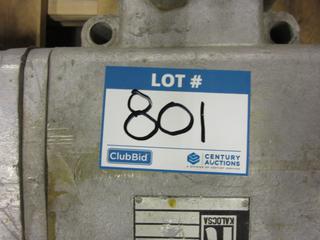 LOT #
801
ClubBid
CENTURY
AUCTIONS
KALOCSA